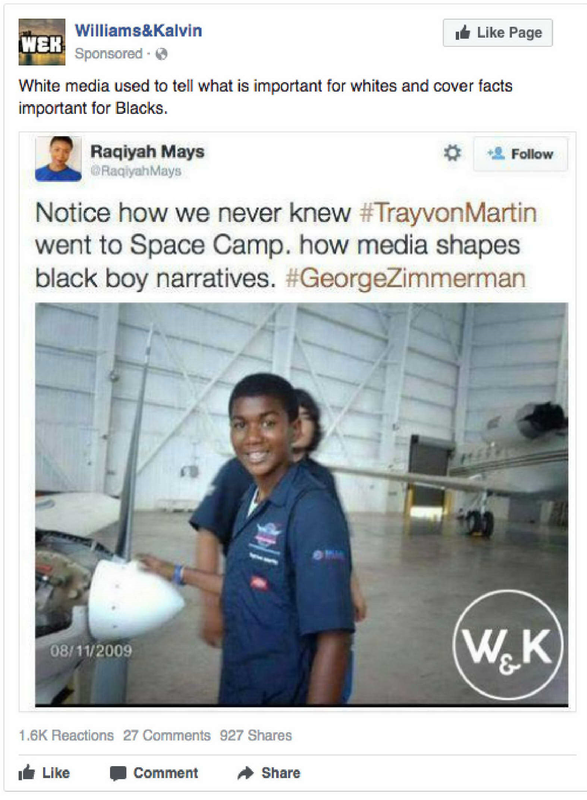 W&K
Williams&Kalvin
Sponsored ·
Like Page
White media used to tell what is important for whites and cover facts
important for Blacks.
Raqiyah Mays
@RaqiyahMays
Follow
Notice how we never knew #TrayvonMartin
went to Space Camp. how media shapes
black boy narratives. #GeorgeZimmerman
08/11/2009
W&K
1.6K Reactions 27 Comments 927 Shares
Like Comment Share